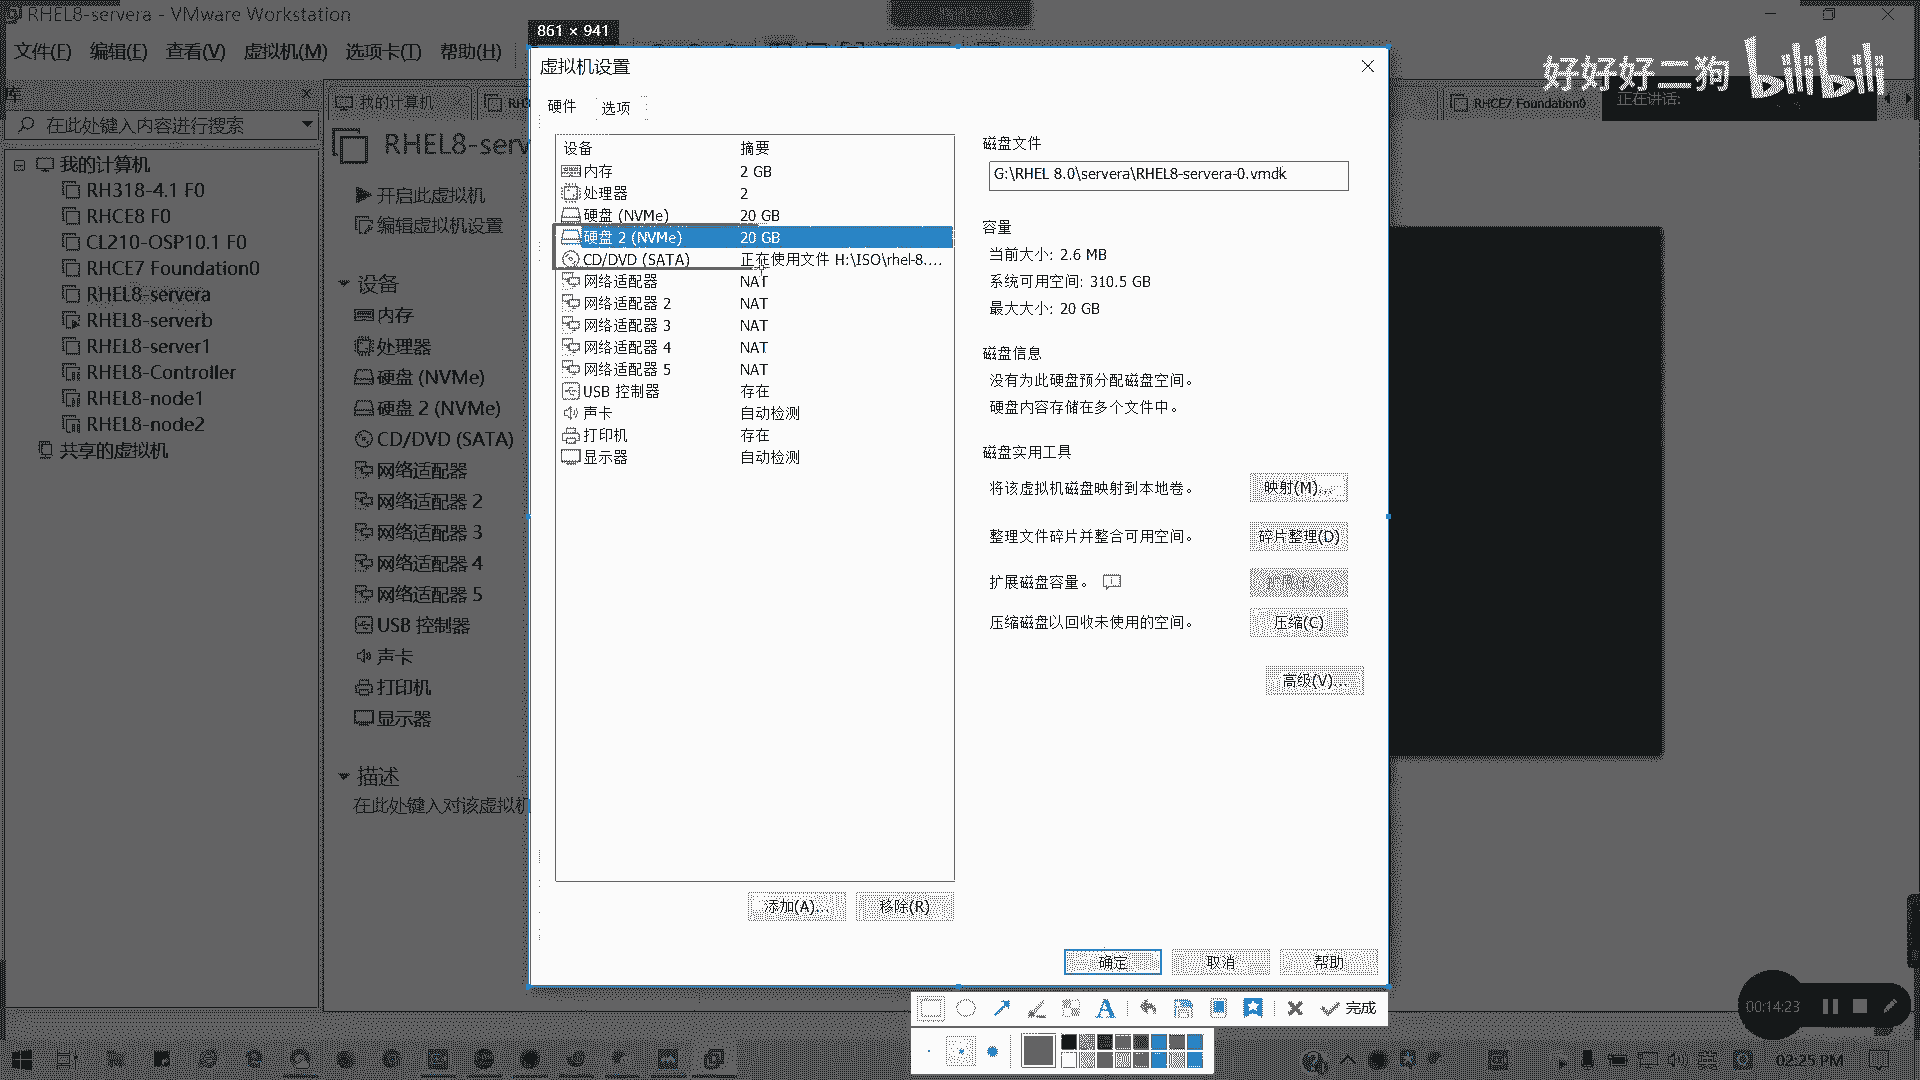 RHEL8-servera - VMware Workstation
861 × 941
文件(F) 编辑(E) 查看(V) 虚拟机(M) 选项卡(T) 帮助(H)
好好好二狗 bilibili
正在讲话:
库
在此处键入内容进行搜索
我的计算机
RH318-4.1 F0
RHCE8 F0
CL210-OSP10.1 F0
RHCE7 Foundation0
RHEL8-servera
RHEL8-serverb
RHEL8-server1
RHEL8-Controller
RHEL8-node1
RHEL8-node2
共享的虚拟机
我的计算机
RHCE7 Foundation0
RHEL8-serv
开启此虚拟机
编辑虚拟机设置
设备
内存
处理器
硬盘 (NVMe)
硬盘 2 (NVMe)
CD/DVD (SATA)
网络适配器
网络适配器 2
网络适配器 3
网络适配器 4
网络适配器 5
USB 控制器
声卡
打印机
显示器
描述
在此处键入对该虚拟机
虚拟机设置
硬件 选项
设备 摘要
内存 2 GB
处理器 2
硬盘 (NVMe) 20 GB
硬盘 2 (NVMe) 20 GB
CD/DVD (SATA) 正在使用文件 H:\ISO\rhel-8....
网络适配器 NAT
网络适配器 2 NAT
网络适配器 3 NAT
网络适配器 4 NAT
网络适配器 5 NAT
USB 控制器 存在
声卡 自动检测
打印机 存在
显示器 自动检测
添加(A)... 移除(R)
磁盘文件
G:\RHEL 8.0\servera\RHEL8-servera-0.vmdk
容量
当前大小: 2.6 MB
系统可用空间: 310.5 GB
最大大小: 20 GB
磁盘信息
没有为此硬盘预分配磁盘空间。
硬盘内容存储在多个文件中。
磁盘实用工具
将该虚拟机磁盘映射到本地卷。 映射(M)...
整理文件碎片并整合可用空间。 碎片整理(D)
扩展磁盘容量。
压缩磁盘以回收未使用的空间。 压缩(C)
高级(V)...
确定 取消 帮助
A 完成
00:14:23
02:25 PM